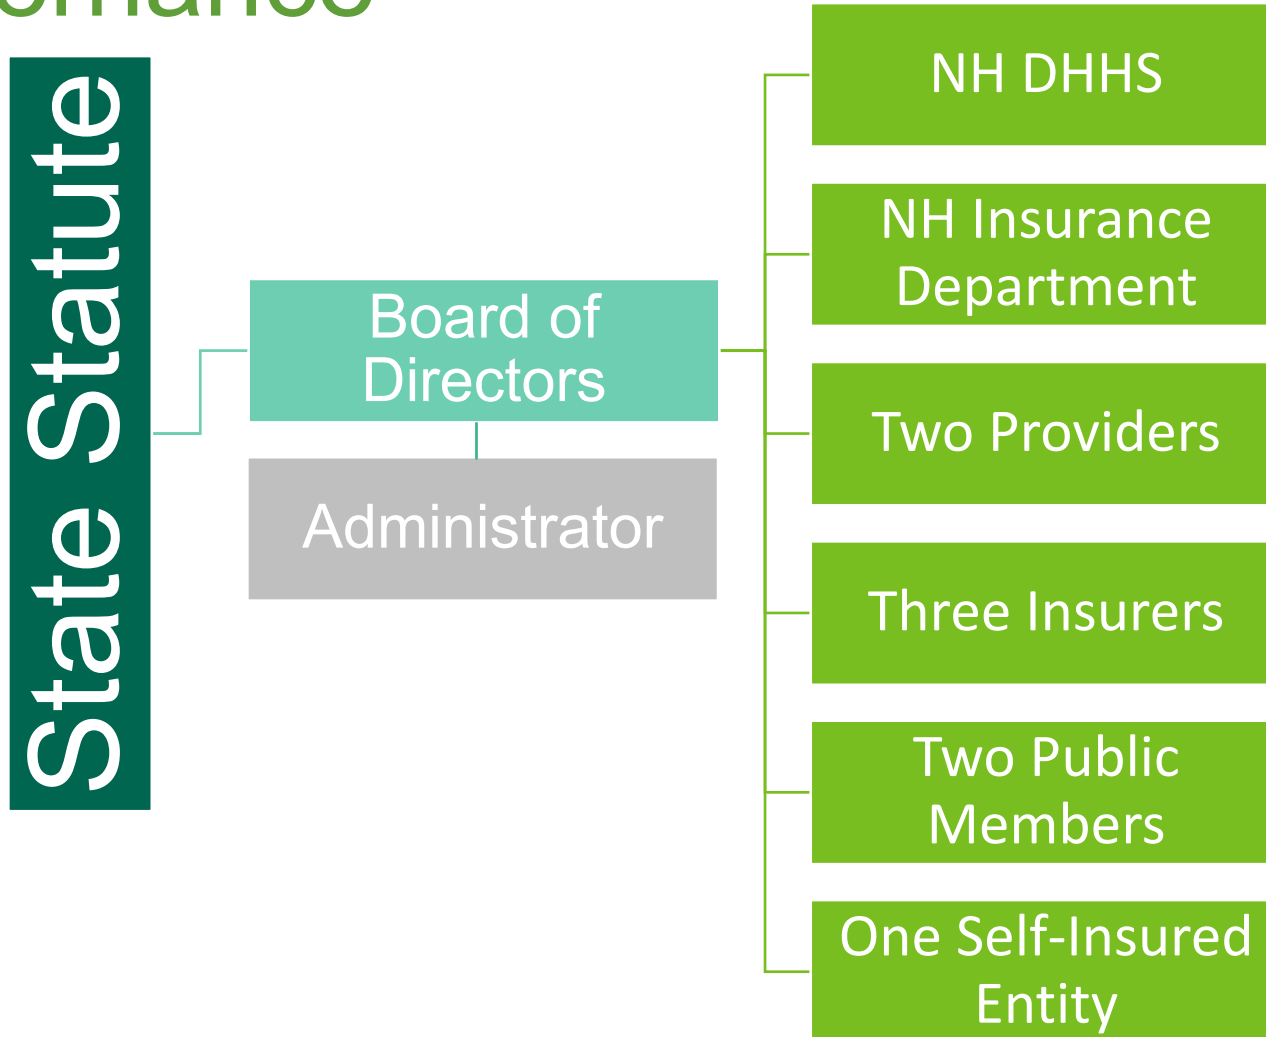 State Statute
Board of
Directors
Administrator
NH DHHS
NH Insurance
Department
Two Providers
Three Insurers
Two Public
Members
One Self-Insured
Entity